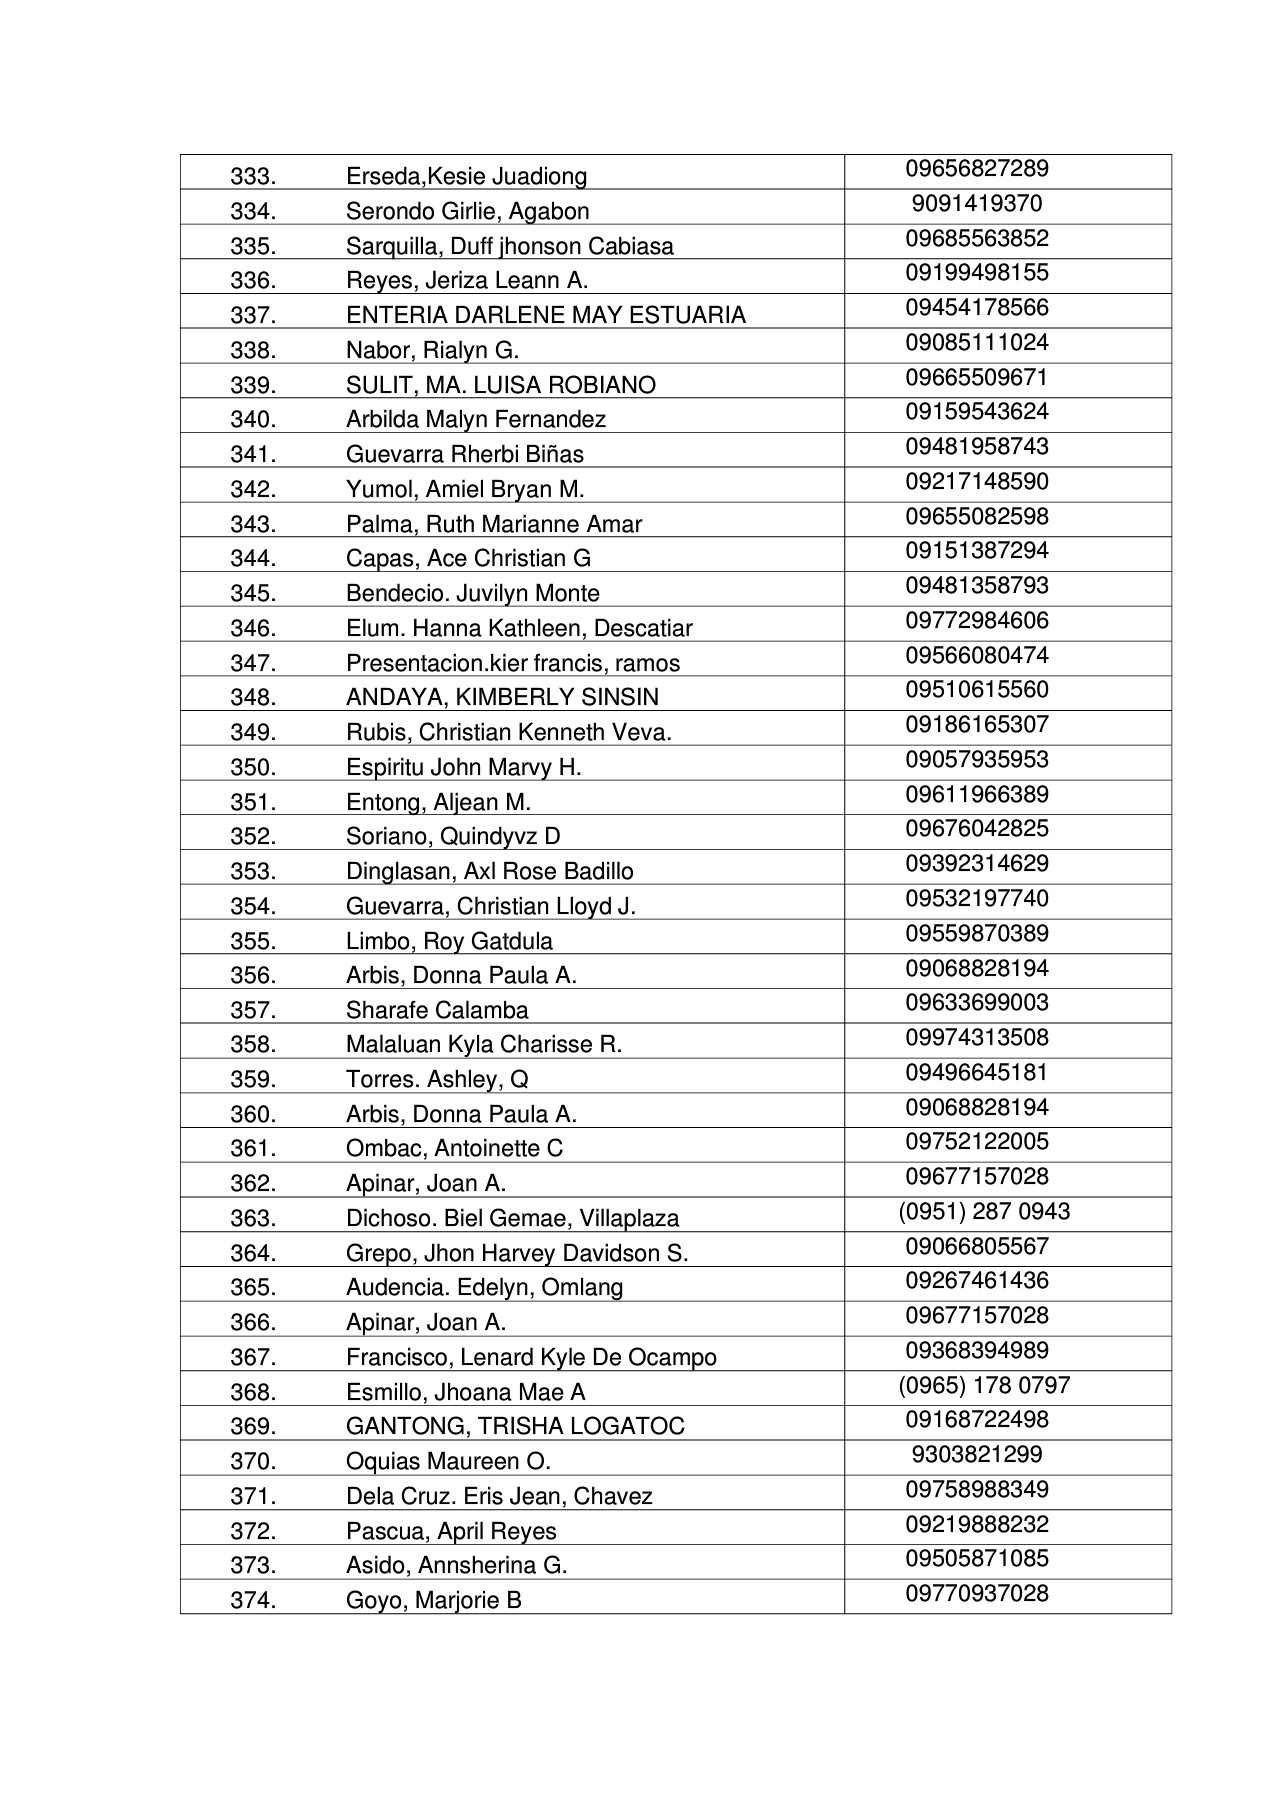 333. Erseda,Kesie Juadiong 09656827289
334. Serondo Girlie, Agabon 9091419370
335. Sarquilla, Duff jhonson Cabiasa 09685563852
336. Reyes, Jeriza Leann A. 09199498155
337. ENTERIA DARLENE MAY ESTUARIA 09454178566
338. Nabor, Rialyn G. 09085111024
339. SULIT, MA. LUISA ROBIANO 09665509671
340. Arbilda Malyn Fernandez 09159543624
341. Guevarra Rherbi Biñas 09481958743
342. Yumol, Amiel Bryan M. 09217148590
343. Palma, Ruth Marianne Amar 09655082598
344. Capas, Ace Christian G 09151387294
345. Bendecio. Juvilyn Monte 09481358793
346. Elum. Hanna Kathleen, Descatiar 09772984606
347. Presentacion.kier francis, ramos 09566080474
348. ANDAYA, KIMBERLY SINSIN 09510615560
349. Rubis, Christian Kenneth Veva. 09186165307
350. Espiritu John Marvy H. 09057935953
351. Entong, Aljean M. 09611966389
352. Soriano, Quindyvz D 09676042825
353. Dinglasan, Axl Rose Badillo 09392314629
354. Guevarra, Christian Lloyd J. 09532197740
355. Limbo, Roy Gatdula 09559870389
356. Arbis, Donna Paula A. 09068828194
357. Sharafe Calamba 09633699003
358. Malaluan Kyla Charisse R. 09974313508
359. Torres. Ashley, Q 09496645181
360. Arbis, Donna Paula A. 09068828194
361. Ombac, Antoinette C 09752122005
362. Apinar, Joan A. 09677157028
363. Dichoso. Biel Gemae, Villaplaza (0951) 287 0943
364. Grepo, Jhon Harvey Davidson S. 09066805567
365. Audencia. Edelyn, Omlang 09267461436
366. Apinar, Joan A. 09677157028
367. Francisco, Lenard Kyle De Ocampo 09368394989
368. Esmillo, Jhoana Mae A (0965) 178 0797
369. GANTONG, TRISHA LOGATOC 09168722498
370. Oquias Maureen O. 9303821299
371. Dela Cruz. Eris Jean, Chavez 09758988349
372. Pascua, April Reyes 09219888232
373. Asido, Annsherina G. 09505871085
374. Goyo, Marjorie B 09770937028